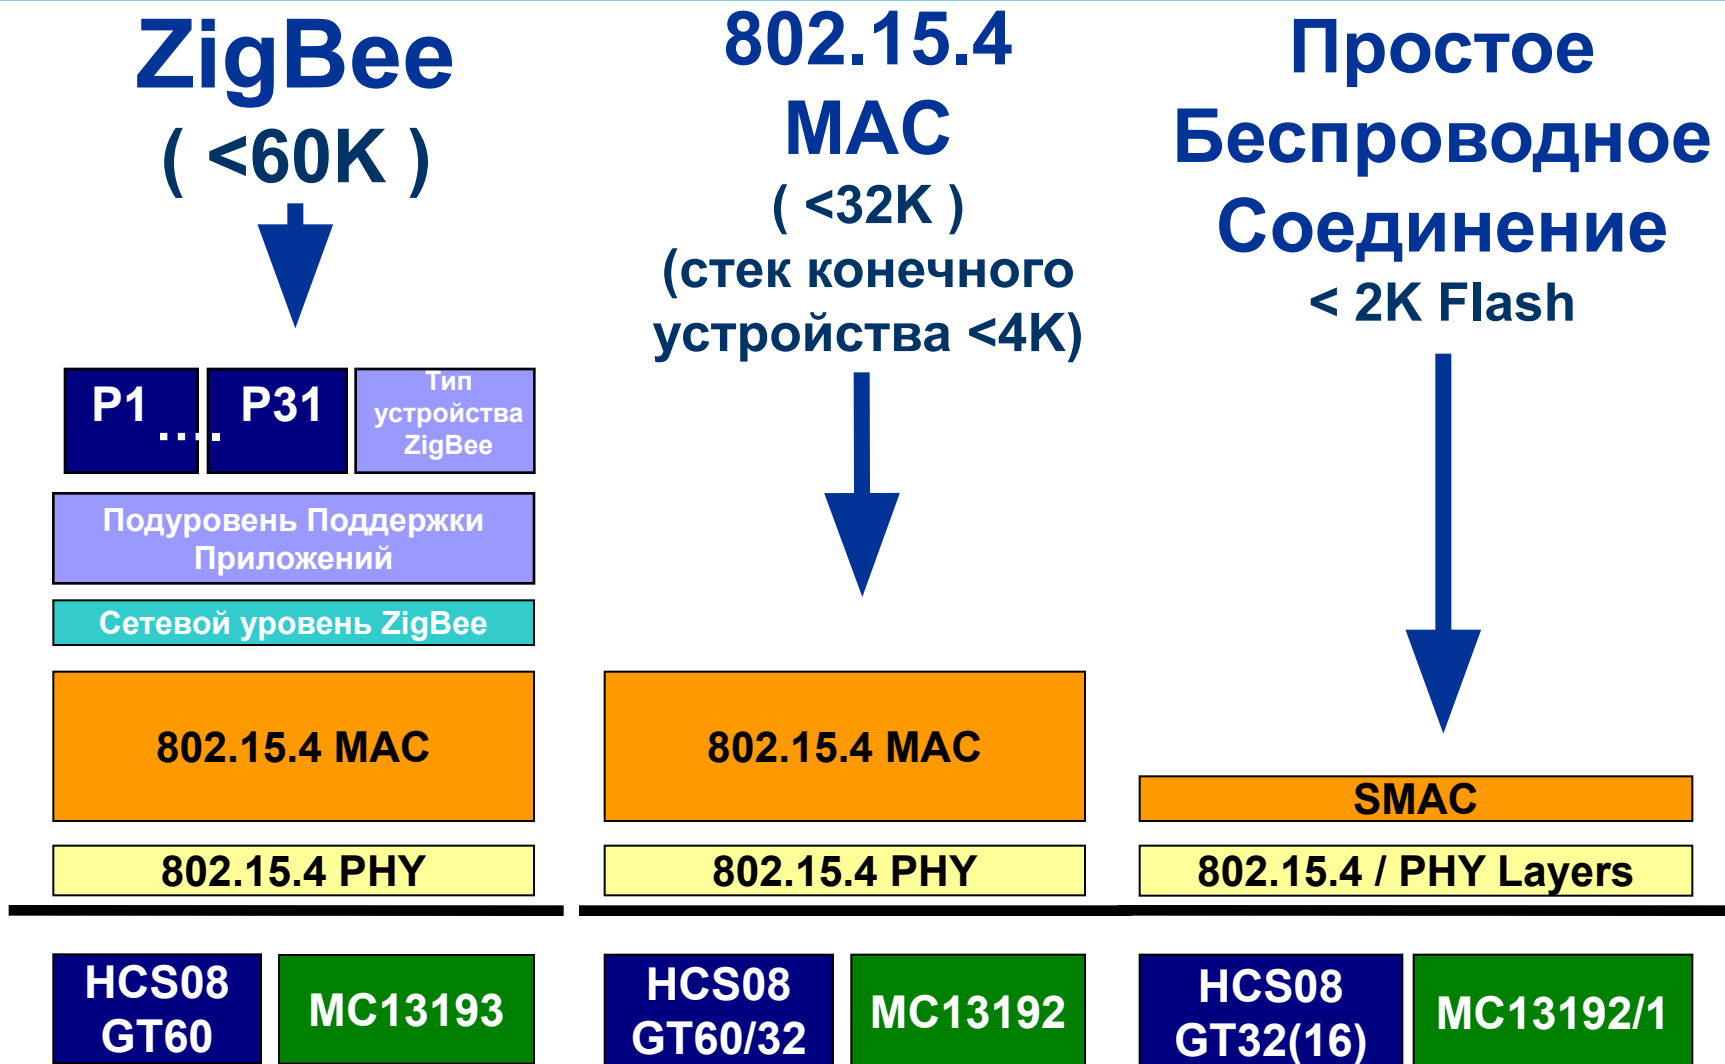 ZigBee
( <60K )
P1 .... P31
Тип
устройства
ZigBee
Подуровень Поддержки
Приложений
Сетевой уровень ZigBee
802.15.4 MAC
802.15.4 PHY
HCS08
GT60
MC13193
802.15.4
MAC
( <32K )
(стек конечного
устройства <4K)
802.15.4 MAC
802.15.4 PHY
HCS08
GT60/32
MC13192
Простое
Беспроводное
Соединение
< 2K Flash
SMAC
802.15.4 / PHY Layers
HCS08
GT32(16)
MC13192/1